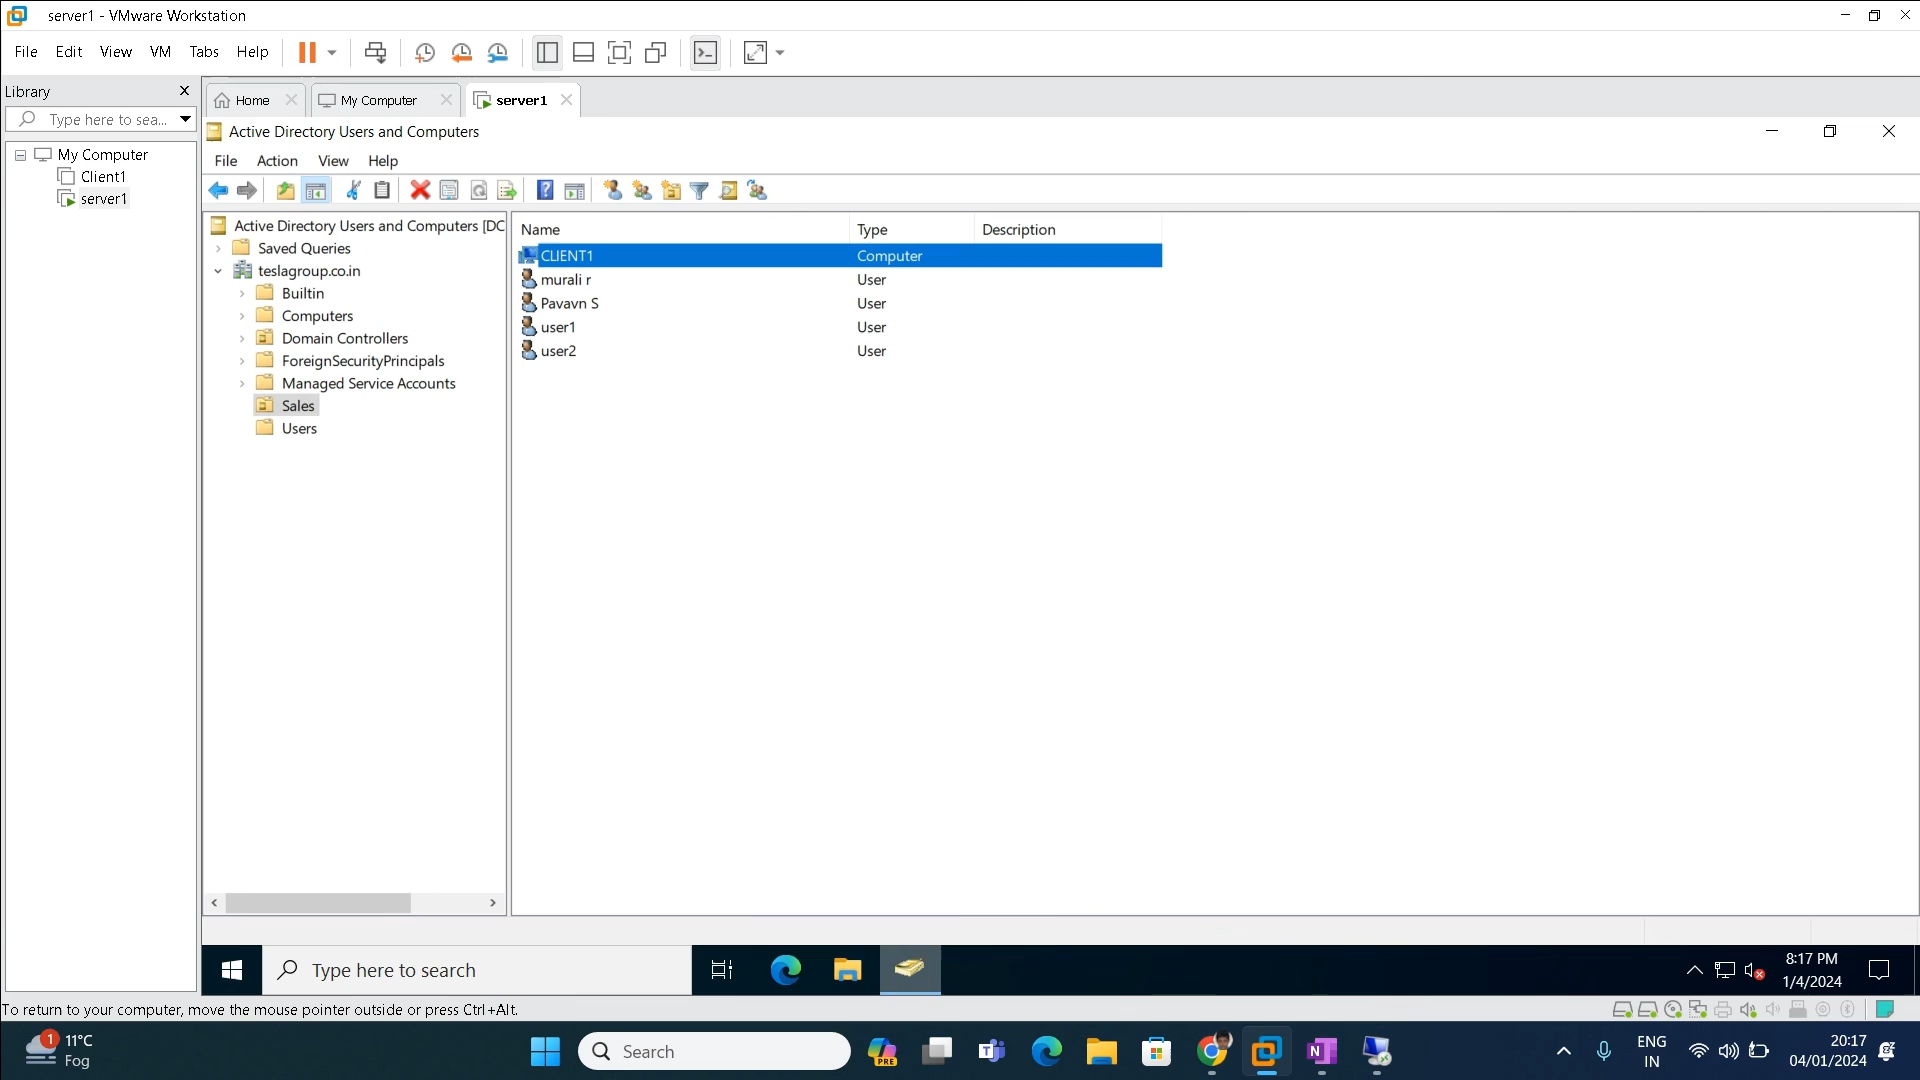 server1 - VMware Workstation
File Edit View VM Tabs Help
Library
Type here to sea...
My Computer
Client1
server1
Home
My Computer
server1
Active Directory Users and Computers
File Action View Help
Active Directory Users and Computers [DC
Saved Queries
teslagroup.co.in
Builtin
Computers
Domain Controllers
ForeignSecurityPrincipals
Managed Service Accounts
Sales
Users
Name Type Description
CLIENT1 Computer
murali r User
Pavavn S User
user1 User
user2 User
Type here to search
8:17 PM
1/4/2024
To return to your computer, move the mouse pointer outside or press Ctrl+Alt.
1
11°C
Fog
Search
PRE
ENG
IN
20:17
04/01/2024